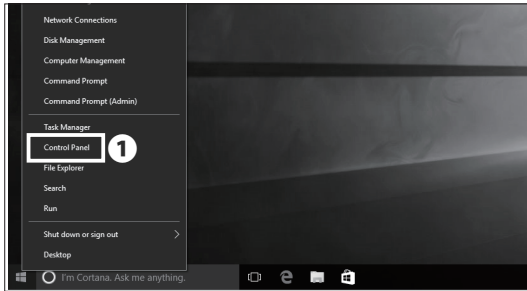 Network Connections
Disk Management
Computer Management
Command Prompt
Command Prompt (Admin)
Task Manager
Control Panel 1
File Explorer
Search
Run
Shut down or sign out
Desktop
I'm Cortana. Ask me anything.